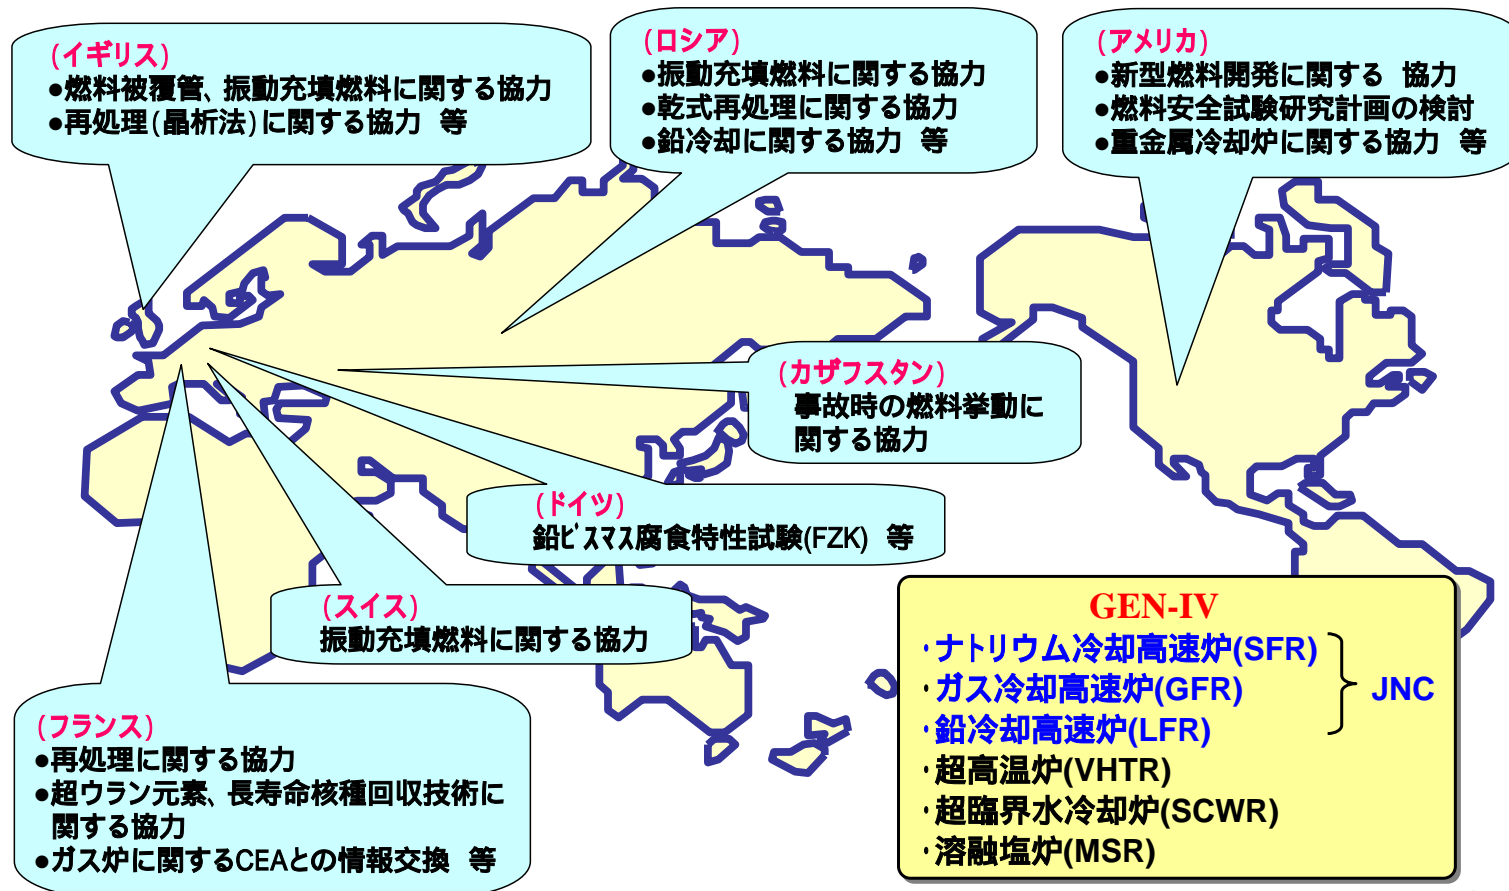 (イギリス)
●燃料被覆管、振動充填燃料に関する協力
●再処理(晶析法)に関する協力 等
(ロシア)
●振動充填燃料に関する協力
●乾式再処理に関する協力
●鉛冷却に関する協力 等
(アメリカ)
●新型燃料開発に関する 協力
●燃料安全試験研究計画の検討
●重金属冷却炉に関する協力 等
(カザフスタン)
事故時の燃料挙動に
関する協力
(ドイツ)
鉛ビスマス腐食特性試験(FZK) 等
(スイス)
振動充填燃料に関する協力
(フランス)
●再処理に関する協力
●超ウラン元素、長寿命核種回収技術に
関する協力
●ガス炉に関するCEAとの情報交換 等
GEN-IV
・ナトリウム冷却高速炉(SFR)
・ガス冷却高速炉(GFR)
JNC
・鉛冷却高速炉(LFR)
・超高温炉(VHTR)
・超臨界水冷却炉(SCWR)
・溶融塩炉(MSR)